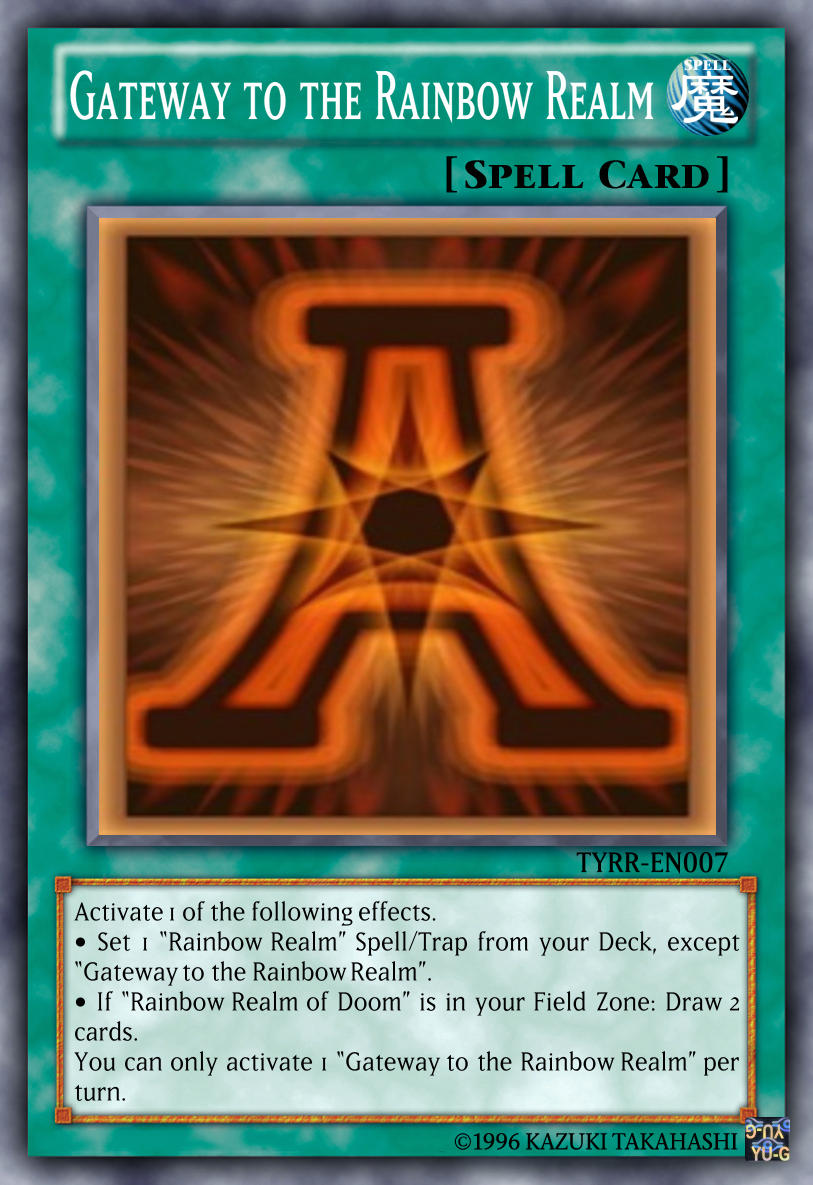 GATEWAY TO THE RAINBOW REALM
SPELL
魔
[SPELL CARD]
A
TYRR-EN007
Activate 1 of the following effects.
• Set 1 "Rainbow Realm" Spell/Trap from your Deck, except
"Gateway to the Rainbow Realm".
• If "Rainbow Realm of Doom" is in your Field Zone: Draw 2
cards.
You can only activate 1 "Gateway to the Rainbow Realm" per
turn.
©1996 KAZUKI TAKAHASHI
YU-G
YU-G